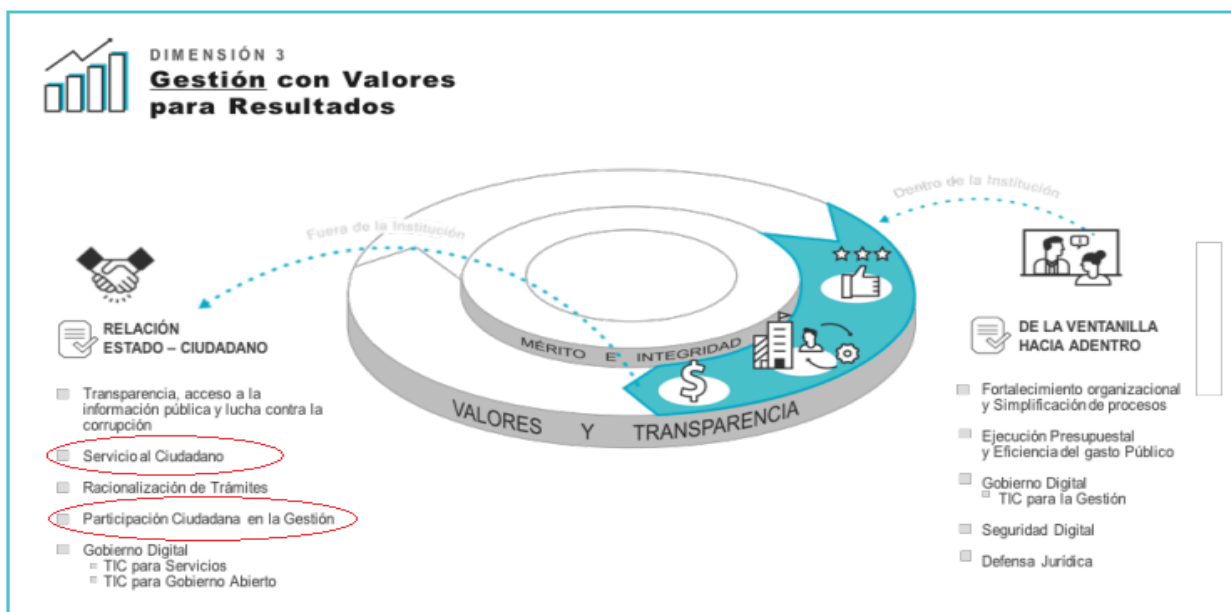 DIMENSIÓN 3
Gestión con Valores
para Resultados
Fuera de la Institución
Dentro de la Institución
RELACIÓN
ESTADO – CIUDADANO
Transparencia, acceso a la
información pública y lucha contra la
corrupción
Servicio al Ciudadano
Racionalización de Trámites
Participación Ciudadana en la Gestión
Gobierno Digital
TIC para Servicios
TIC para Gobierno Abierto
MÉRITO E INTEGRIDAD
VALORES Y TRANSPARENCIA
$
DE LA VENTANILLA
HACIA ADENTRO
Fortalecimiento organizacional
y Simplificación de procesos
Ejecución Presupuestal
y Eficiencia del gasto Público
Gobierno Digital
TIC para la Gestión
Seguridad Digital
Defensa Jurídica